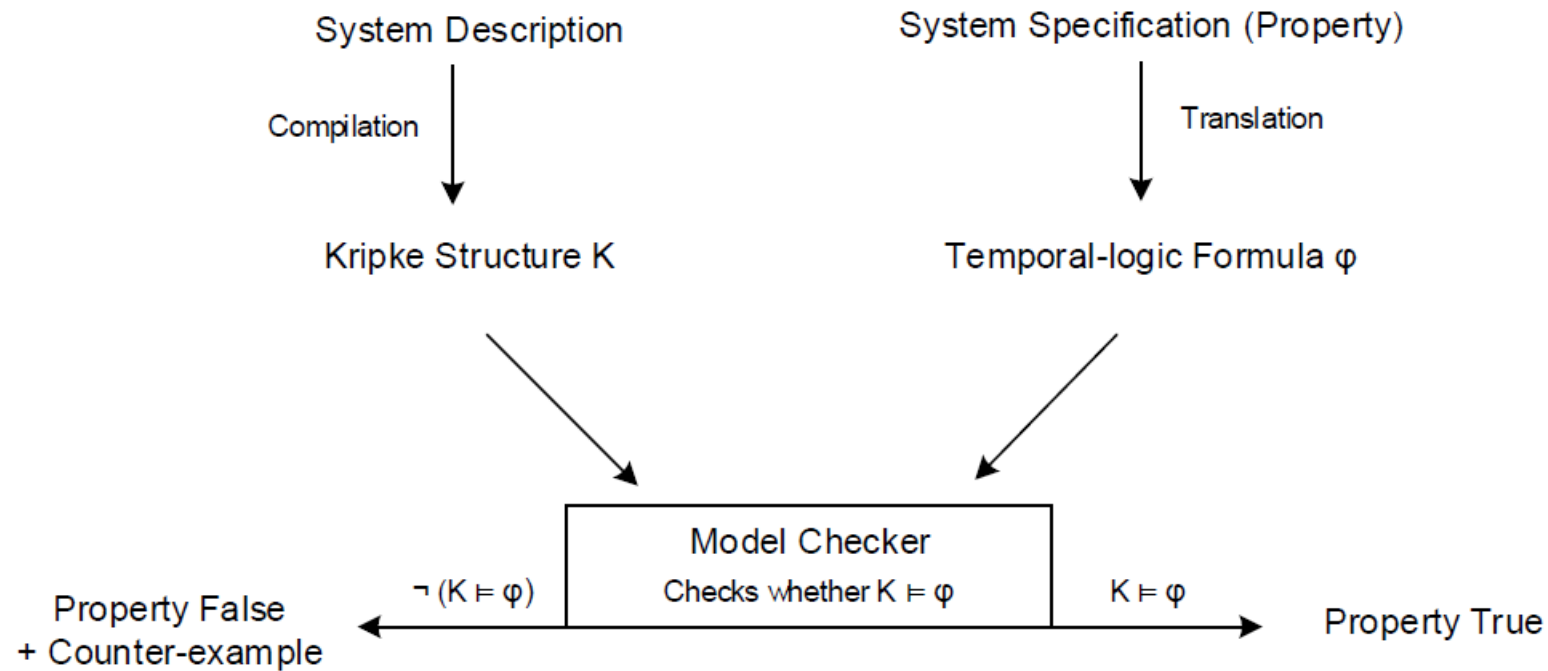 System Description
System Specification (Property)
Compilation
Translation
Kripke Structure K
Temporal-logic Formula φ
Model Checker
Checks whether K ⊨ φ
¬ (K ⊨ φ)
K ⊨ φ
Property False
+ Counter-example
Property True